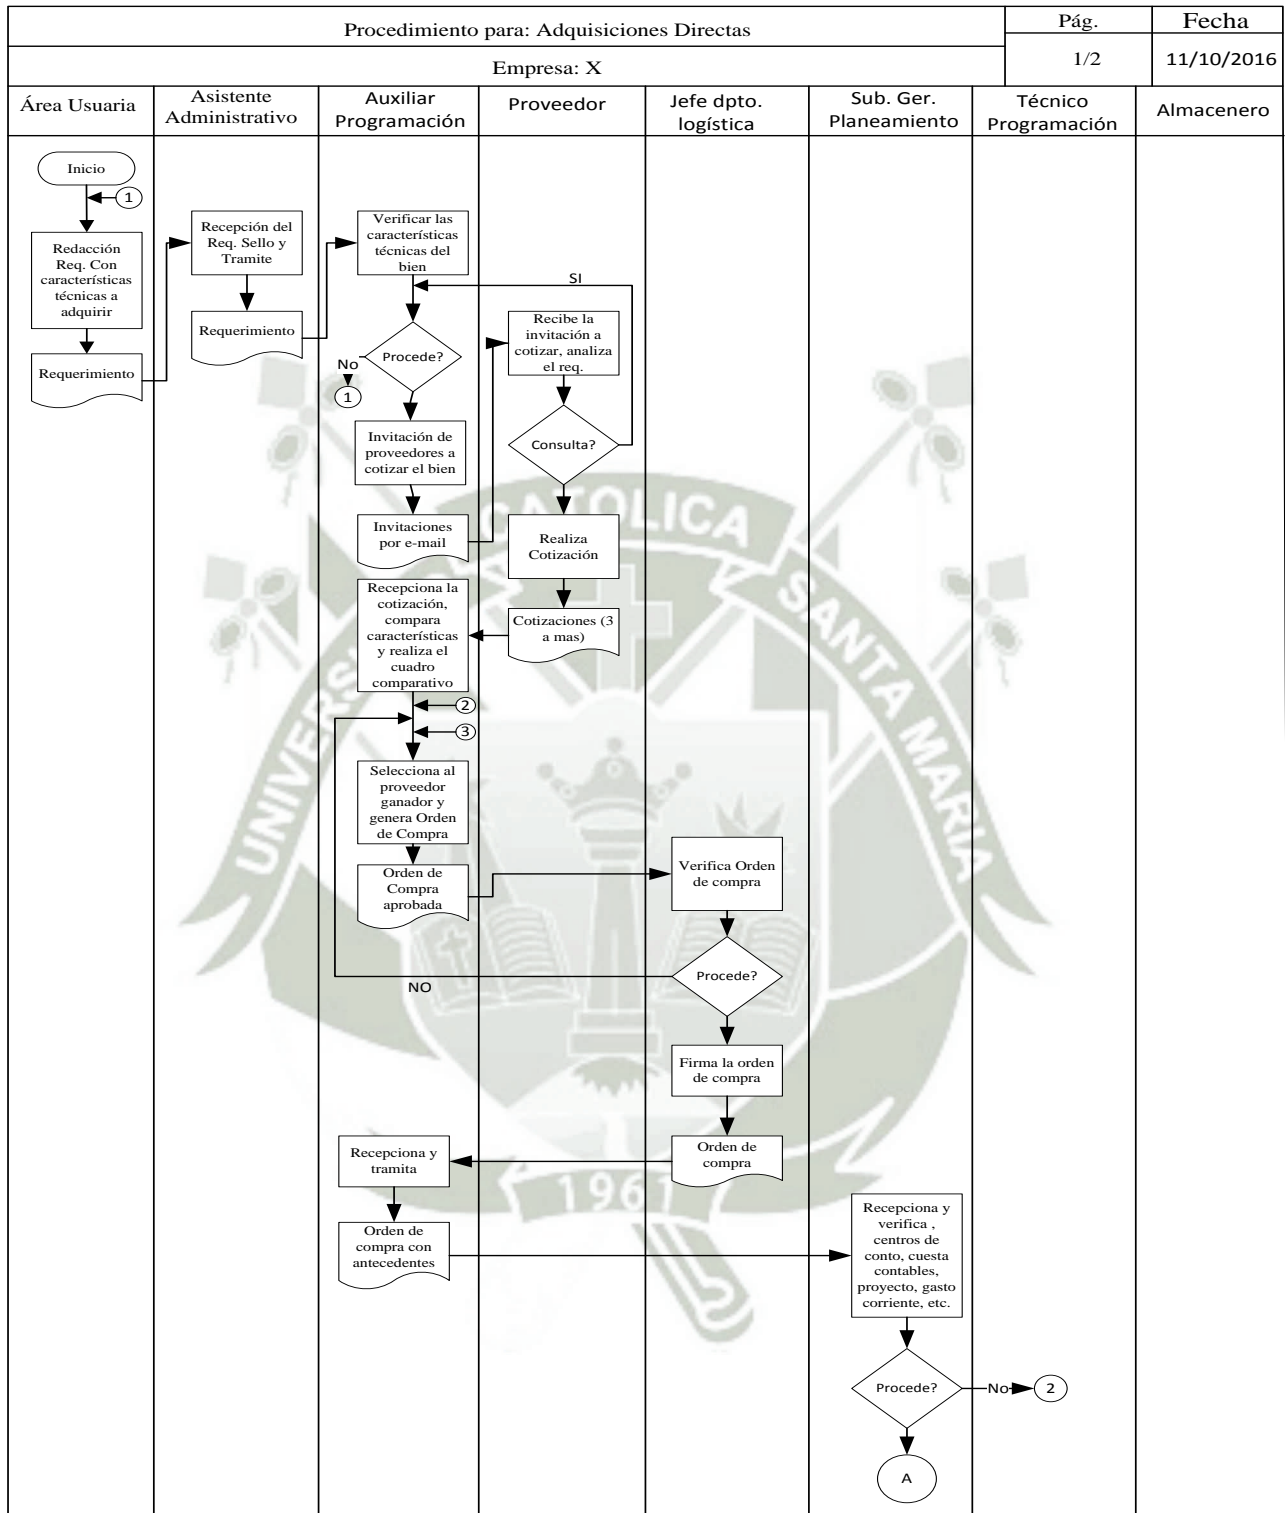 Procedimiento para: Adquisiciones Directas
Pág.
Fecha
Empresa: X
1/2
11/10/2016
Área Usuaria
Asistente
Administrativo
Auxiliar
Programación
Proveedor
Jefe dpto.
logística
Sub. Ger.
Planeamiento
Técnico
Programación
Almacenero
Inicio
1
Redacción
Req. Con
características
técnicas a
adquirir
Requerimiento
Recepción del
Req. Sello y
Tramite
Requerimiento
Verificar las
características
técnicas del
bien
SI
Procede?
No
1
Invitación de
proveedores a
cotizar el bien
Invitaciones
por e-mail
Recibe la
invitación a
cotizar, analiza
el req.
Consulta?
Realiza
Cotización
Cotizaciones (3
a mas)
Recepciona la
cotización,
compara
características
y realiza el
cuadro
comparativo
2
3
Selecciona al
proveedor
ganador y
genera Orden
de Compra
Orden de
Compra
aprobada
Verifica Orden
de compra
Procede?
NO
Firma la orden
de compra
Orden de
compra
Recepciona y
tramita
Orden de
compra con
antecedentes
Recepciona y
verifica ,
centros de
conto, cuesta
contables,
proyecto, gasto
corriente, etc.
Procede?
No
2
A
CATOLICA
SANTA MARIA
1961